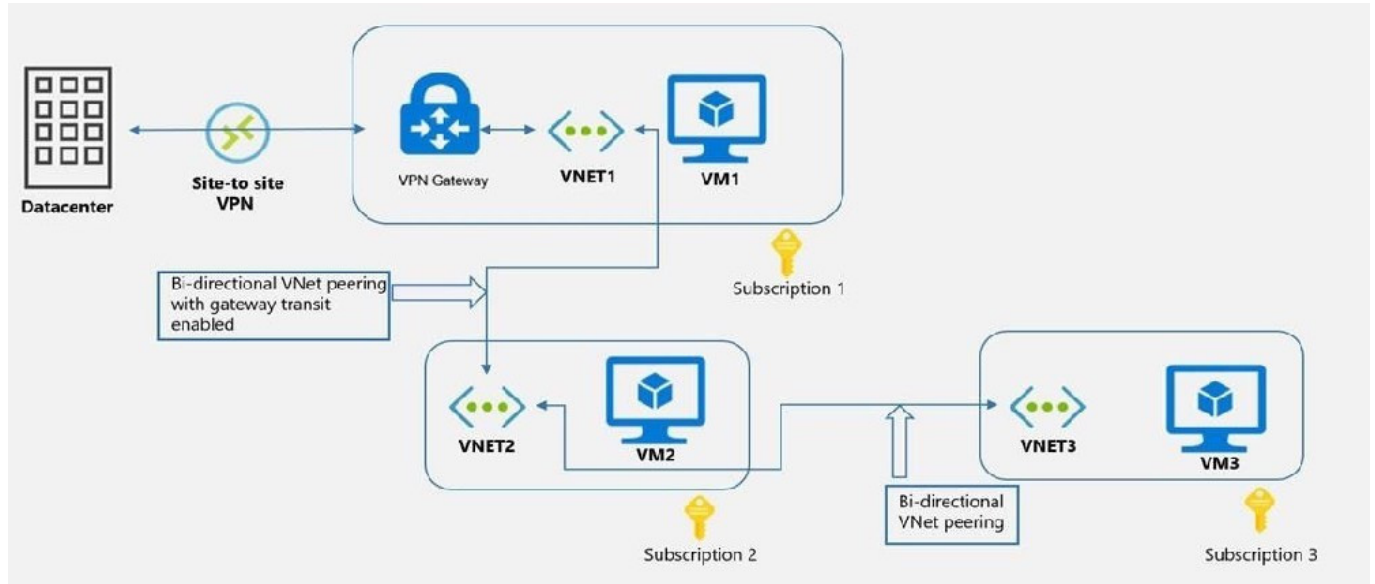 Datacenter
Site-to site
VPN
VPN Gateway
VNET1
VM1
Subscription 1
Bi-directional VNet peering
with gateway transit
enabled
VNET2
VM2
Subscription 2
Bi-directional
VNet peering
VNET3
VM3
Subscription 3